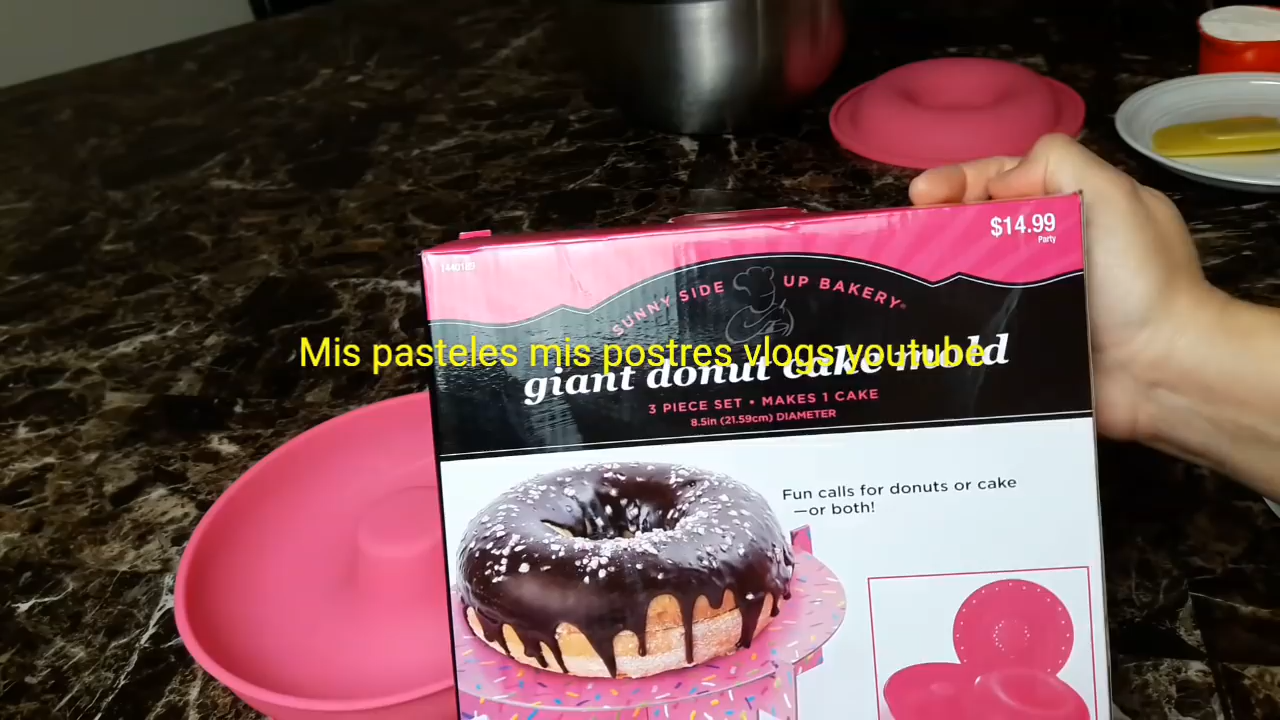 $14.99
Party
1440189
SUNNY SIDE UP BAKERY®
Mis pasteles mis postres vlogs youtube
giant donut cake mold
3 PIECE SET • MAKES 1 CAKE
8.5in (21.59cm) DIAMETER
Fun calls for donuts or cake
—or both!